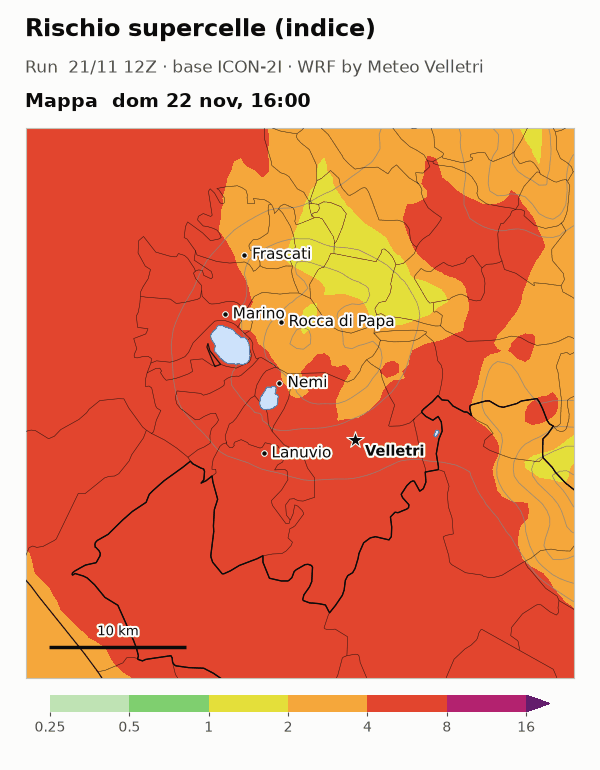 Rischio supercelle (indice)
Run  21/11 12Z · base ICON-2I · WRF by Meteo Velletri
Mappa  dom 22 nov, 16:00
Frascati
Marino
Rocca di Papa
Nemi
Lanuvio
Velletri
10 km
0.25 0.5 1 2 4 8 16